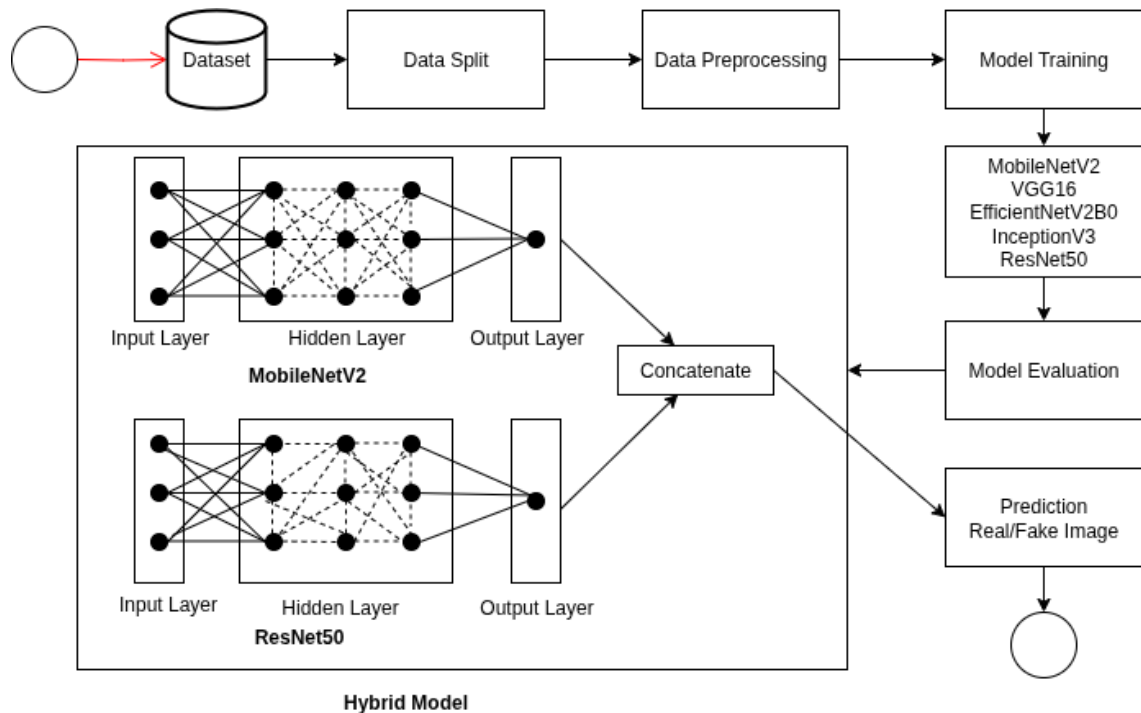 Dataset
Data Split
Data Preprocessing
Model Training
MobileNetV2
VGG16
EfficientNetV2B0
InceptionV3
ResNet50
Model Evaluation
Input Layer
Hidden Layer
Output Layer
MobileNetV2
Concatenate
Input Layer
Hidden Layer
Output Layer
ResNet50
Prediction
Real/Fake Image
Hybrid Model